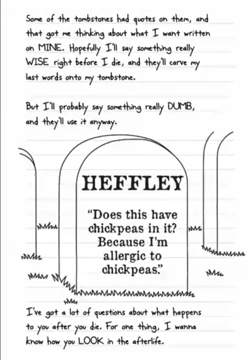 Some of the tombstones had quotes on them, and
that got me thinking about what I want written
on MINE. Hopefully I'll say something really
WISE right before I die, and they'll carve my
last words onto my tombstone.
But I'll probably say something really DUMB,
and they'll use it anyway.
HEFFLEY
"Does this have
chickpeas in it?
Because I'm
allergic to
chickpeas."
I've got a lot of questions about what happens
to you after you die. For one thing, I wanna
know how you LOOK in the afterlife.